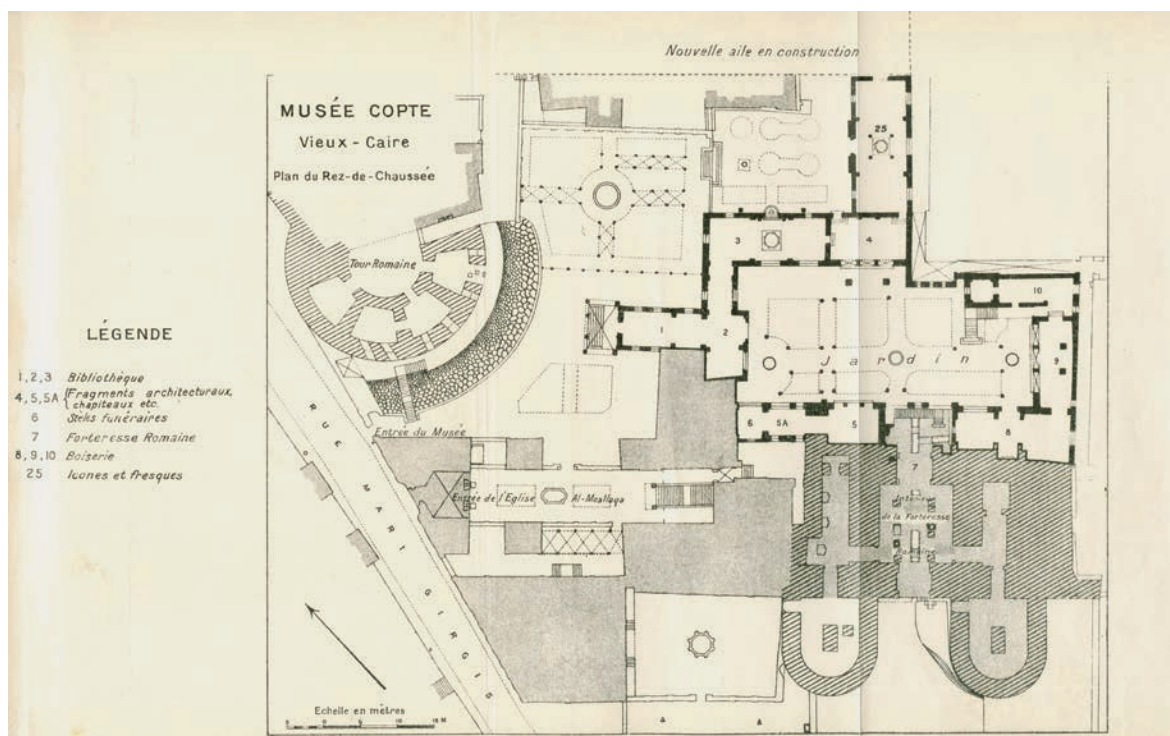 Nouvelle aile en construction
MUSÉE COPTE
Vieux - Caire
Plan du Rez-de-Chaussée
Tour Romaine
LÉGENDE
1,2,3 Bibliothèque
4,5,5A Fragments architecturaux,
chapiteaux etc.
6 Stèles funéraires
7 Forteresse Romaine
8,9,10 Boiserie
25 Icones et fresques
25
3
4
10
1
2
Jardin
9
6
5A
5
8
7
Entrée du Musée
Entrée de l'Eglise Al-Moallaqa
de la Forteresse
Romaine
RUE MARI GIRGIS
Echelle en mètres